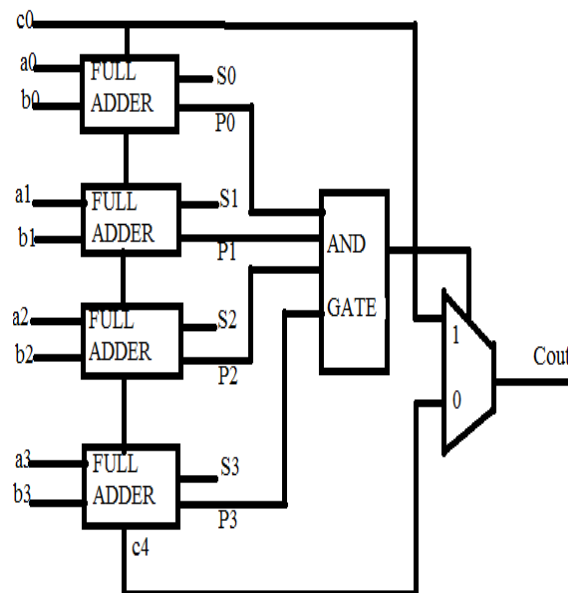 c0
a0
FULL
S0
b0
ADDER
P0
a1
FULL
S1
b1
ADDER
P1
AND
a2
FULL
S2
GATE
b2
ADDER
P2
1
Cout
0
a3
FULL
S3
b3
ADDER
P3
c4